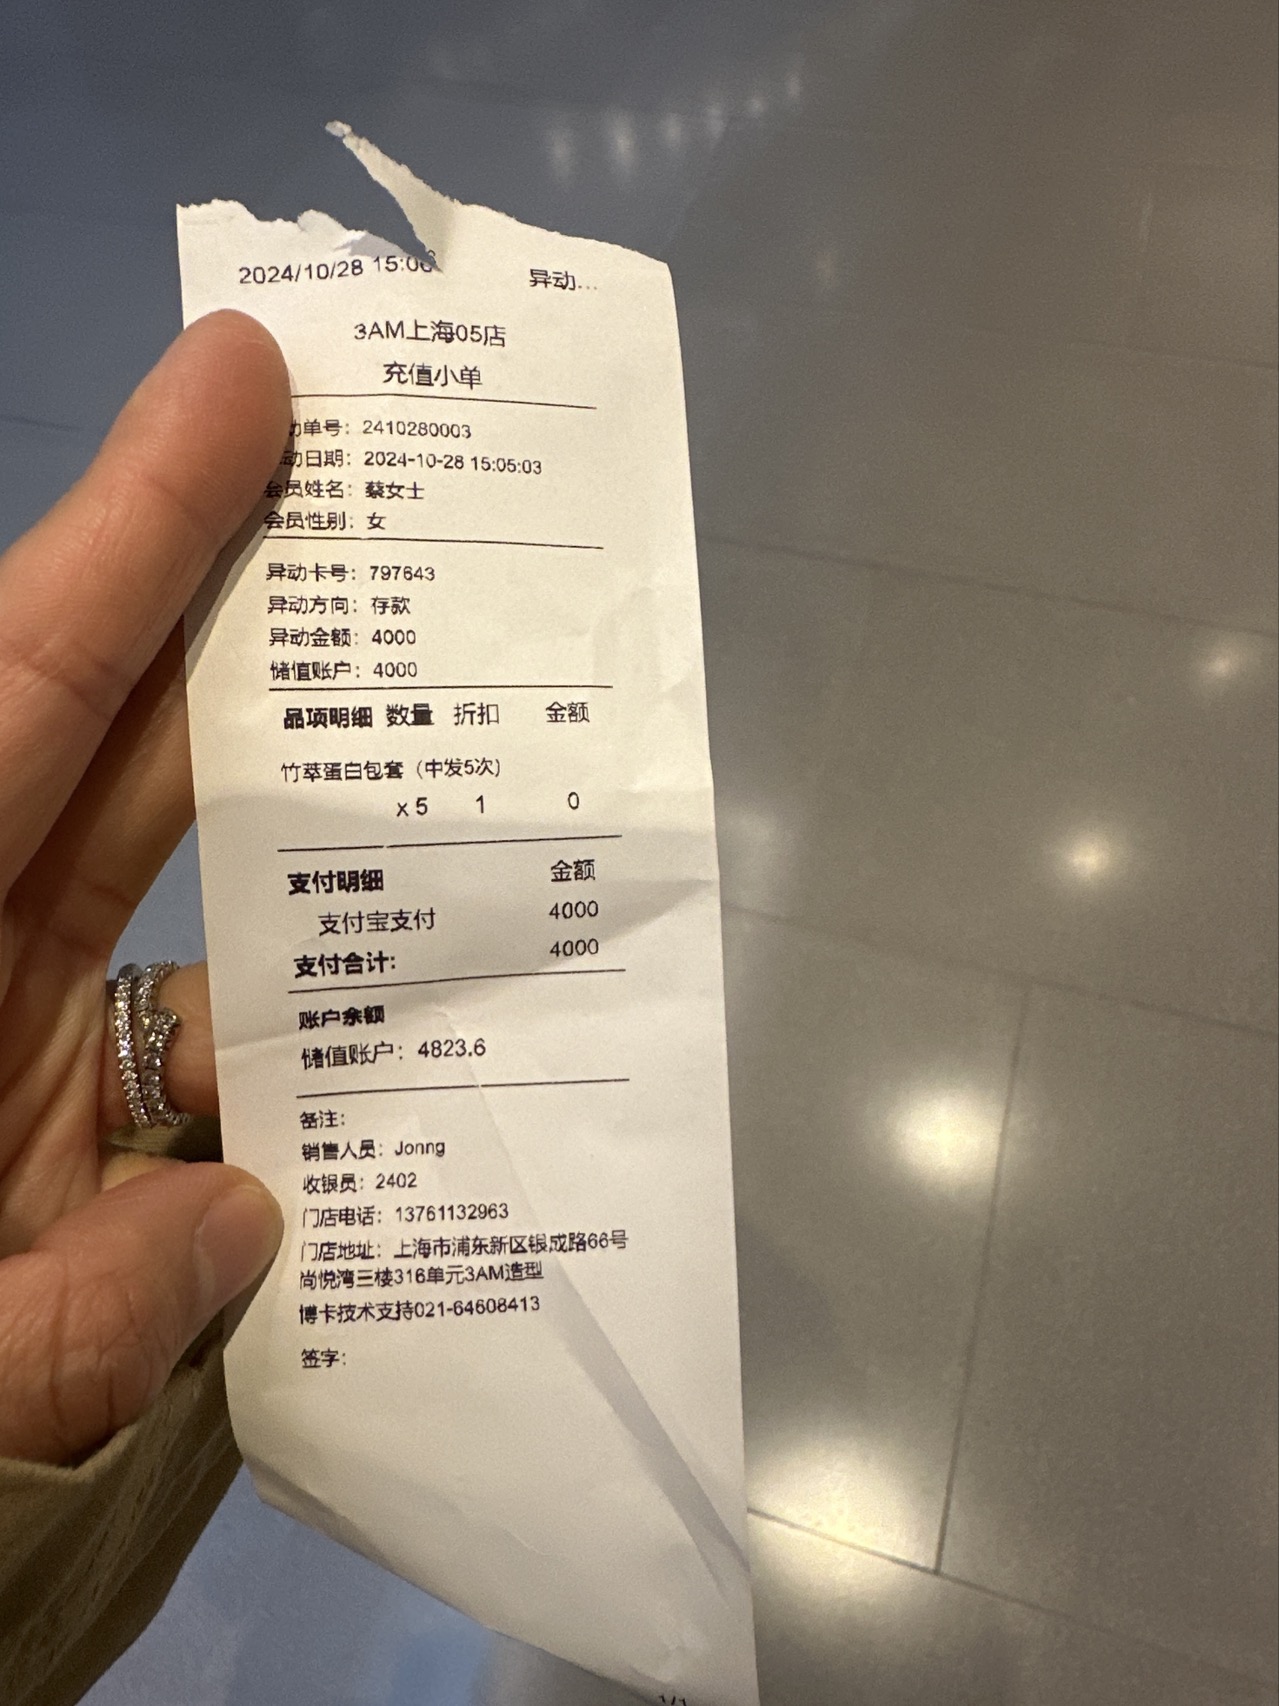 2024/10/28 15:06 异动...
3AM上海05店
充值小单
动单号：2410280003
动日期：2024-10-28 15:05:03
会员姓名：蔡女士
会员性别：女
异动卡号：797643
异动方向：存款
异动金额：4000
储值账户：4000
品项明细 数量 折扣 金额
竹萃蛋白包套（中发5次）
x 5 1 0
支付明细 金额
支付宝支付 4000
支付合计: 4000
账户余额
储值账户：4823.6
备注:
销售人员：Jonng
收银员：2402
门店电话：13761132963
门店地址：上海市浦东新区银成路66号
尚悦湾三楼316单元3AM造型
博卡技术支持021-64608413
签字:
1/1